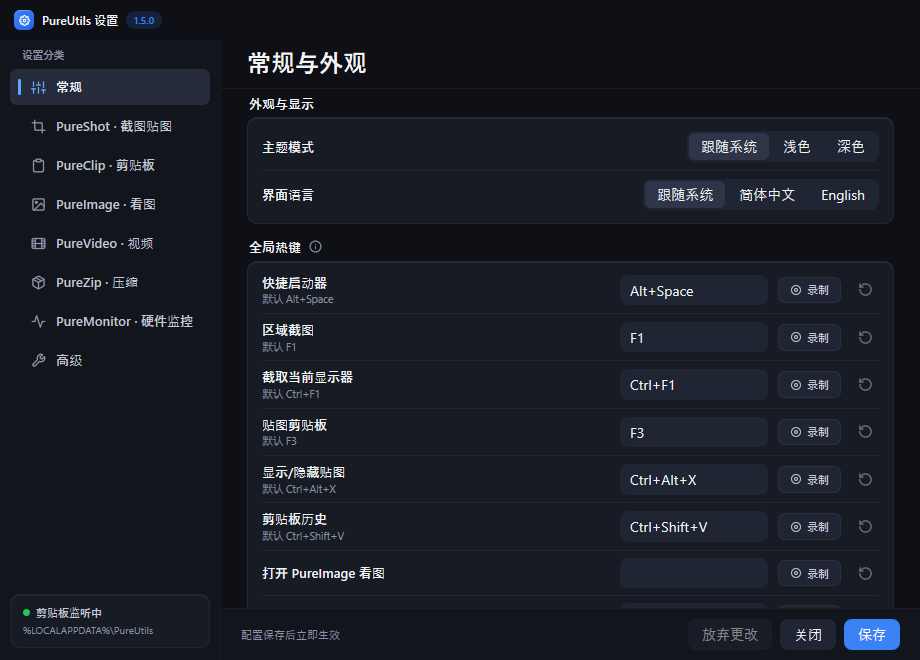 PureUtils 设置 1.5.0
设置分类
常规
PureShot · 截图贴图
PureClip · 剪贴板
PureImage · 看图
PureVideo · 视频
PureZip · 压缩
PureMonitor · 硬件监控
高级
剪贴板监听中
%LOCALAPPDATA%\PureUtils
常规与外观
外观与显示
主题模式 跟随系统 浅色 深色
界面语言 跟随系统 简体中文 English
全局热键
快捷启动器
默认 Alt+Space
Alt+Space 录制
区域截图
默认 F1
F1 录制
截取当前显示器
默认 Ctrl+F1
Ctrl+F1 录制
贴图剪贴板
默认 F3
F3 录制
显示/隐藏贴图
默认 Ctrl+Alt+X
Ctrl+Alt+X 录制
剪贴板历史
默认 Ctrl+Shift+V
Ctrl+Shift+V 录制
打开 PureImage 看图 录制
配置保存后立即生效 放弃更改 关闭 保存